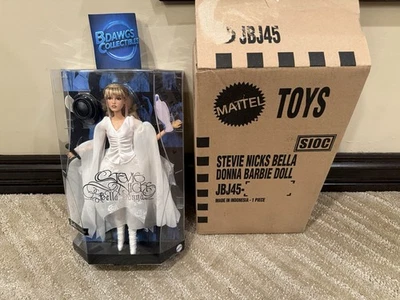 BDAWGS
COLLECTIBLES
STEVIE
NICKS
Bella Donna
JBJ45
MATTEL
TOYS
SIOC
STEVIE NICKS BELLA
DONNA BARBIE DOLL
JBJ45-
MADE IN INDONESIA - 1 PIECE